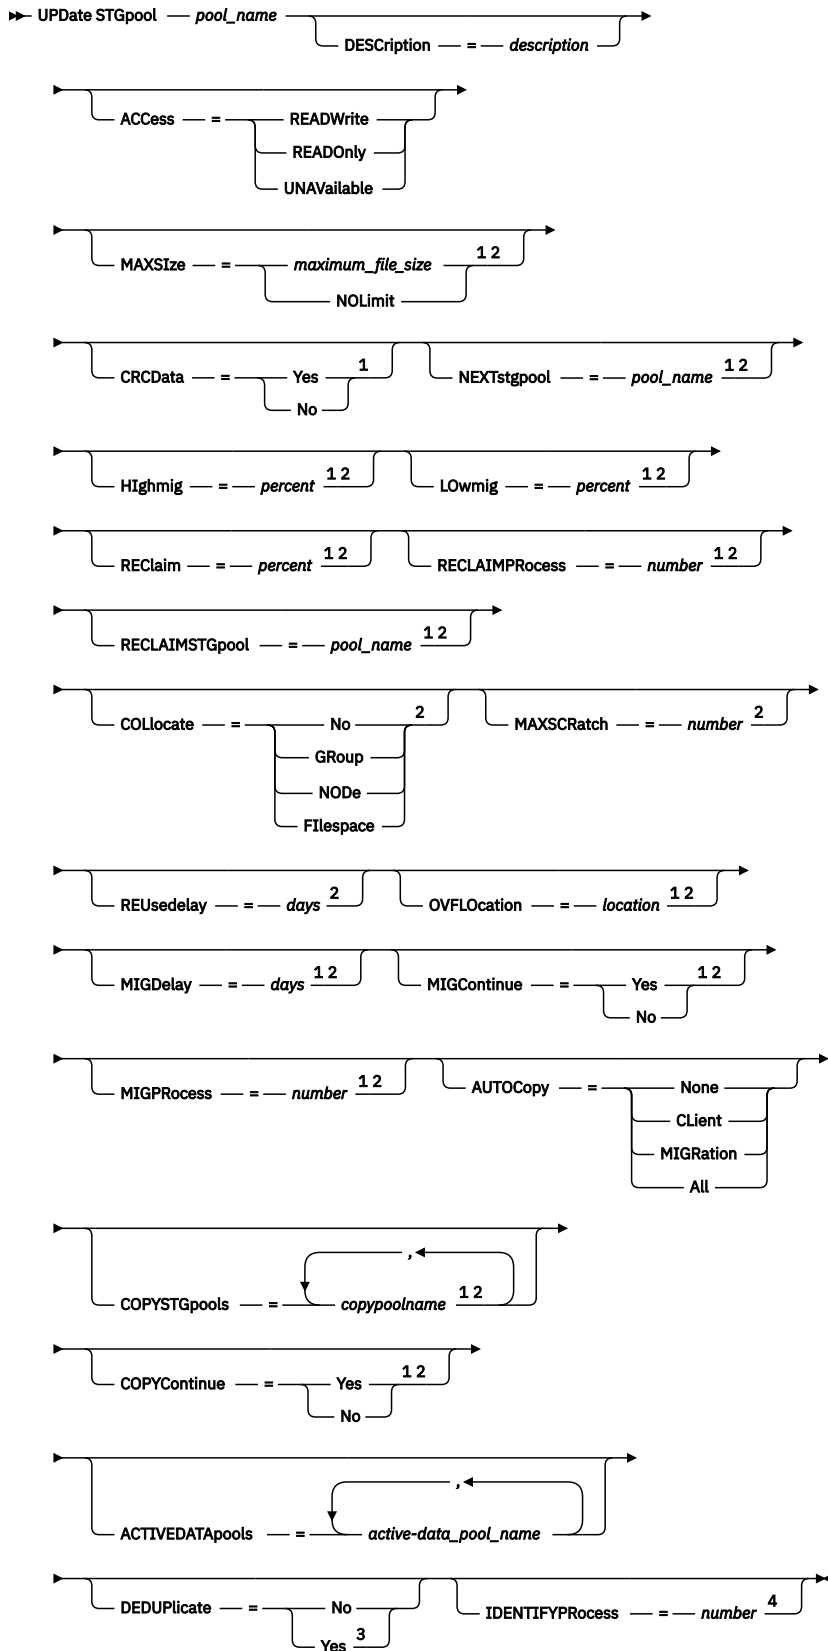 UPDate STGpool pool_name
DESCription = description
ACCess = READWrite
READOnly
UNAVailable
MAXSIze = maximum_file_size 1 2
NOLimit
CRCData = Yes 1 NEXTstgpool = pool_name 1 2
No
HIghmig = percent 1 2 LOwmig = percent 1 2
REClaim = percent 1 2 RECLAIMPRocess = number 1 2
RECLAIMSTGpool = pool_name 1 2
COLlocate = No 2 MAXSCRatch = number 2
GRoup
NODe
FIlespace
REUsedelay = days 2 OVFLOcation = location 1 2
MIGDelay = days 1 2 MIGContinue = Yes 1 2
No
MIGPRocess = number 1 2 AUTOCopy = None
CLient
MIGRation
All
,
COPYSTGpools = copypoolname 1 2
COPYContinue = Yes 1 2
No
,
ACTIVEDATApools = active-data_pool_name
DEDUPlicate = No IDENTIFYPRocess = number 4
Yes 3